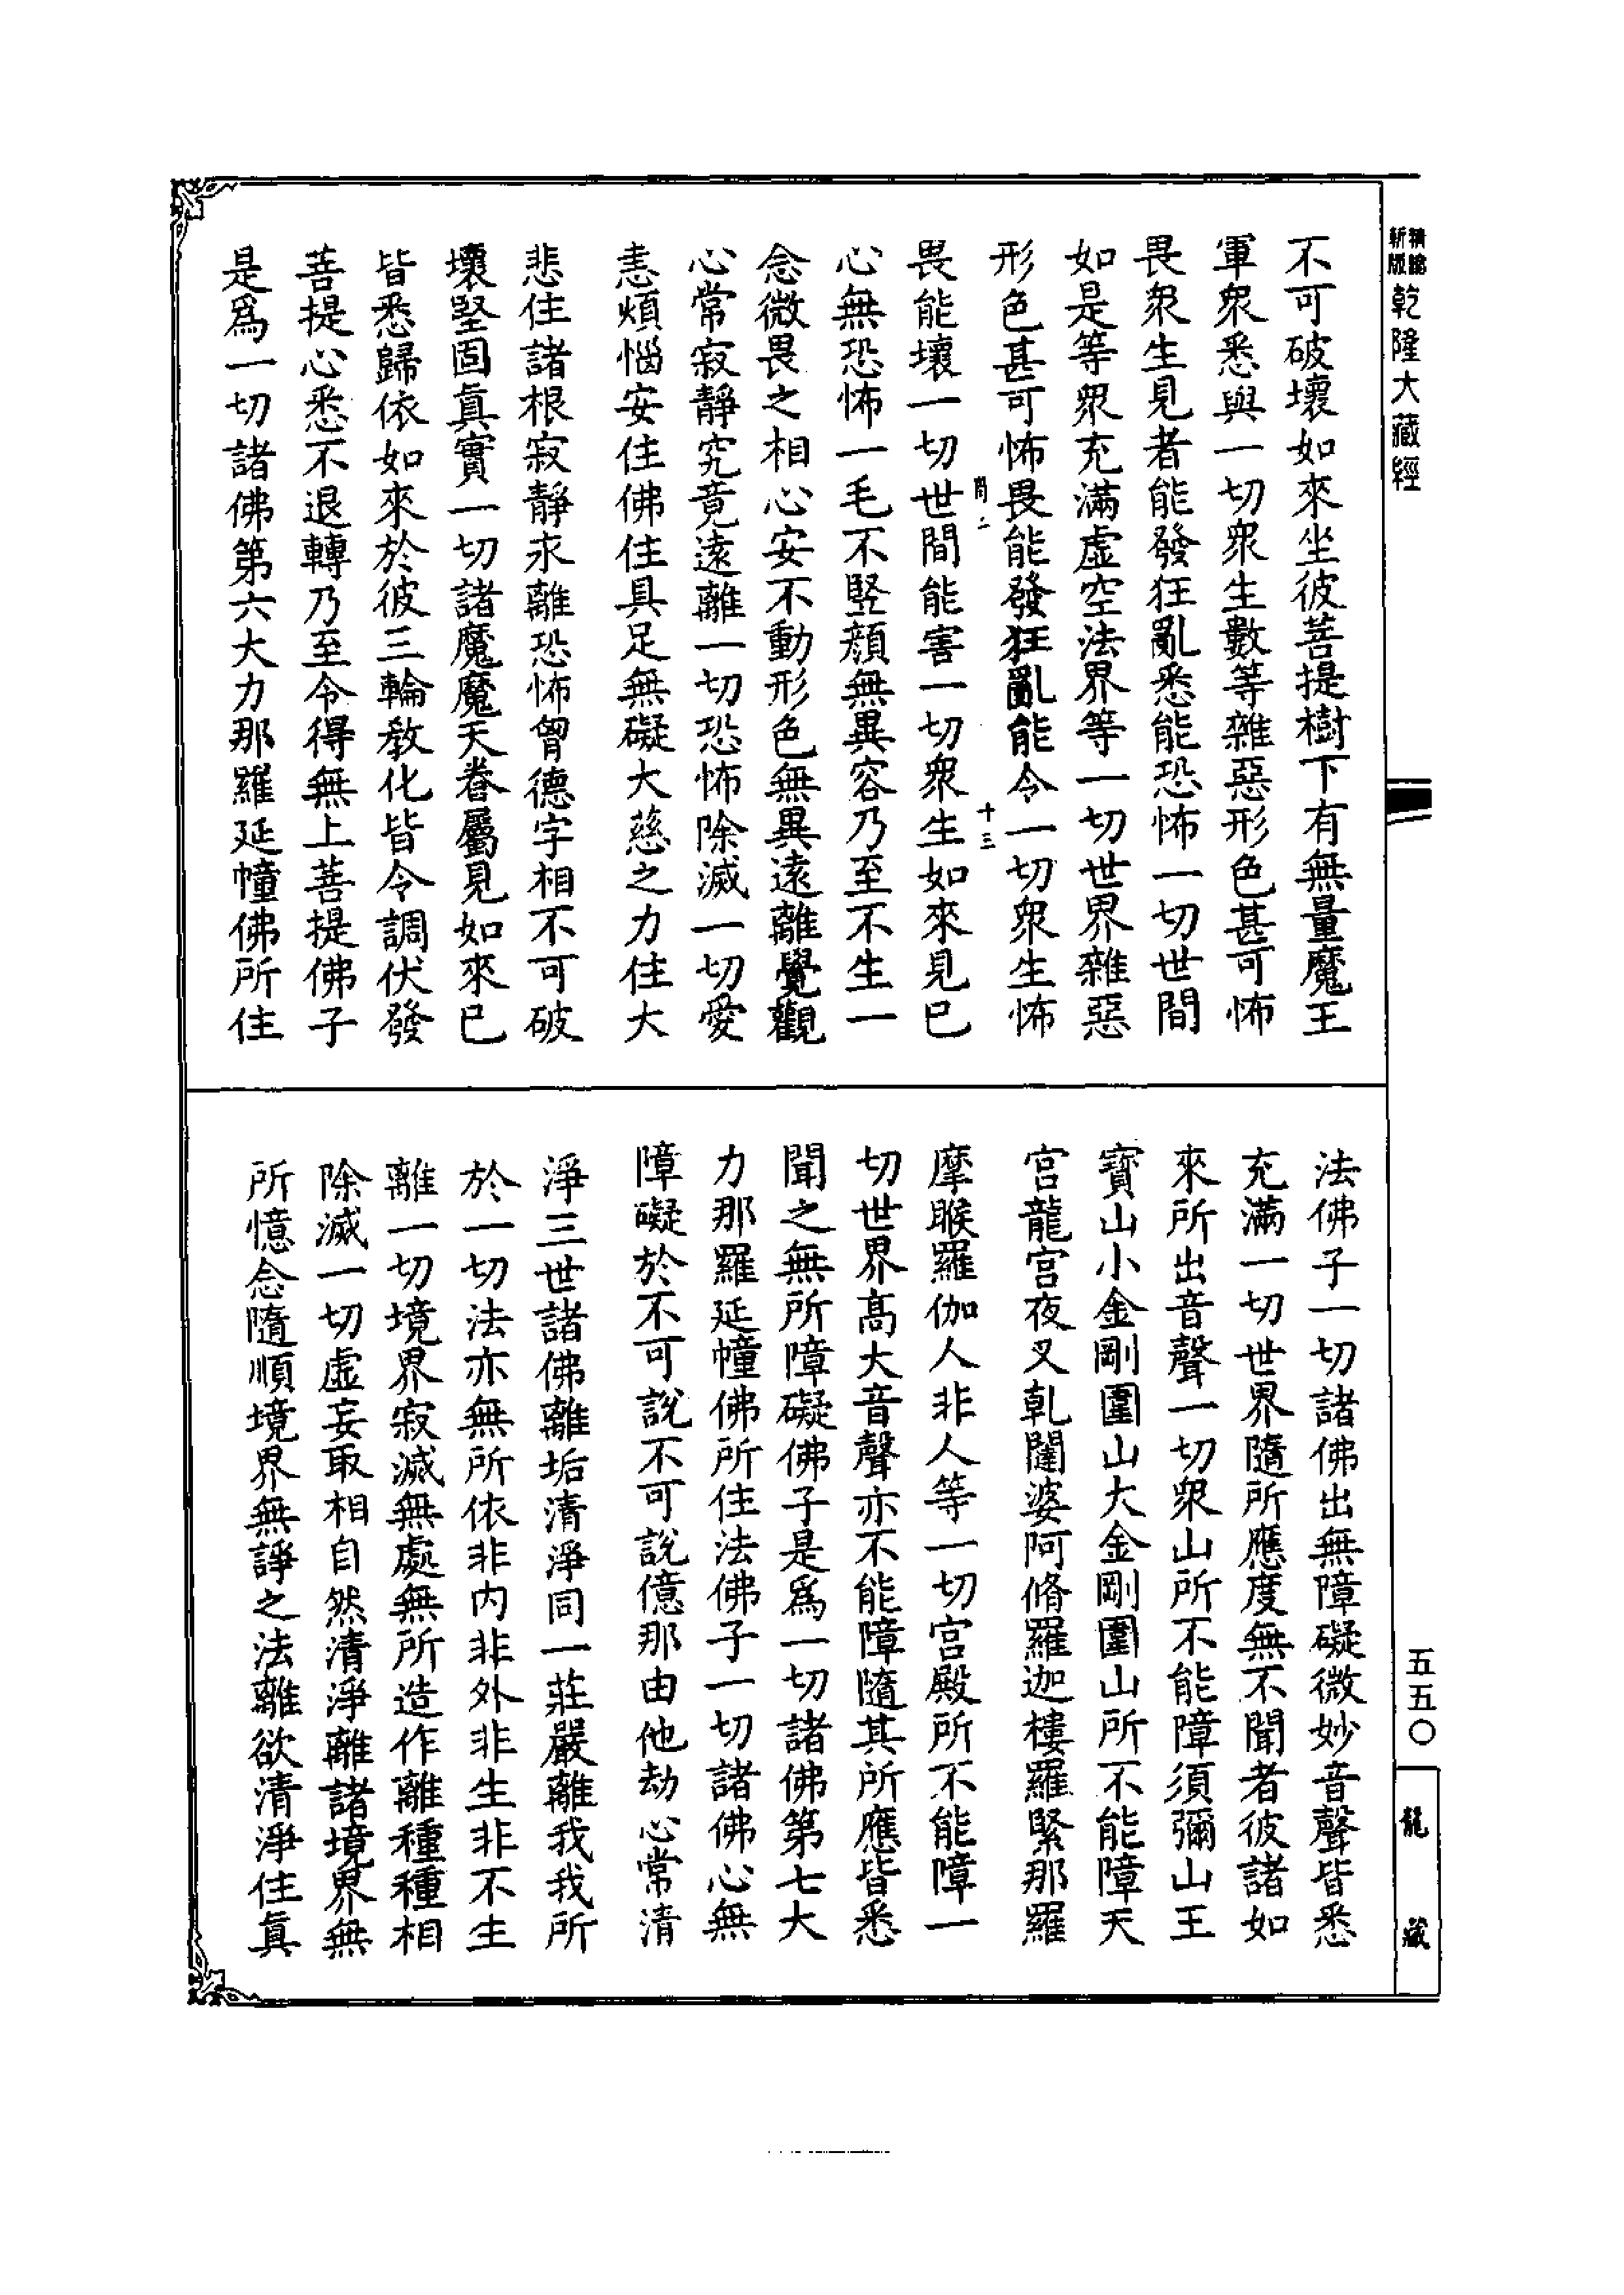 乾隆大藏經
不可破壞如來坐彼菩提樹下有無量魔王
軍衆悉與一切衆生數等雜惡形色甚可怖
畏衆生見者能發狂亂悉能恐怖一切世間
如是等衆充滿虛空法界等一切世界雜惡
形色甚可怖畏能發狂亂能令一切衆生怖
十三
畏能壞一切世間能害一切衆生如來見已
心無恐怖一毛不竪顏無異容乃至不生一
念微畏之相心安不動形色無異遠離覺觀
心常寂靜究竟遠離一切恐怖除滅一切愛
恚煩惱安住佛住具足無礙大慈之力住大
悲住諸根寂靜永離恐怖曾德字相不可破
壞堅固眞實一切諸魔魔天眷屬見如來已
皆悉歸依如來於彼三輪教化皆令調伏發
菩提心悉不退轉乃至令得無上菩提佛子
是爲一切諸佛第六大力那羅延幢佛所住
法佛子一切諸佛出無障礙微妙音聲皆悉
充滿一切世界隨所應度無不聞者彼諸如
來所出音聲一切衆山所不能障須彌山王
寶山小金剛圍山大金剛圍山所不能障天
宮龍宮夜叉乹闥婆阿脩羅迦樓羅緊那羅
摩睺羅伽人非人等一切宮殿所不能障一
切世界高大音聲亦不能障隨其所應皆悉
聞之無所障礙佛子是爲一切諸佛第七大
力那羅延幢佛所住法佛子一切諸佛心無
障礙於不可說不可說億那由他劫心常清
淨三世諸佛離垢清淨同一莊嚴離我我所
於一切法亦無所依非内非外非生非不生
離一切境界寂滅無處無所造作離種種相
除滅一切虛妄取相自然清淨離諸境界無
所憶念隨順境界無諍之法離欲清淨住眞
五五〇
龍藏